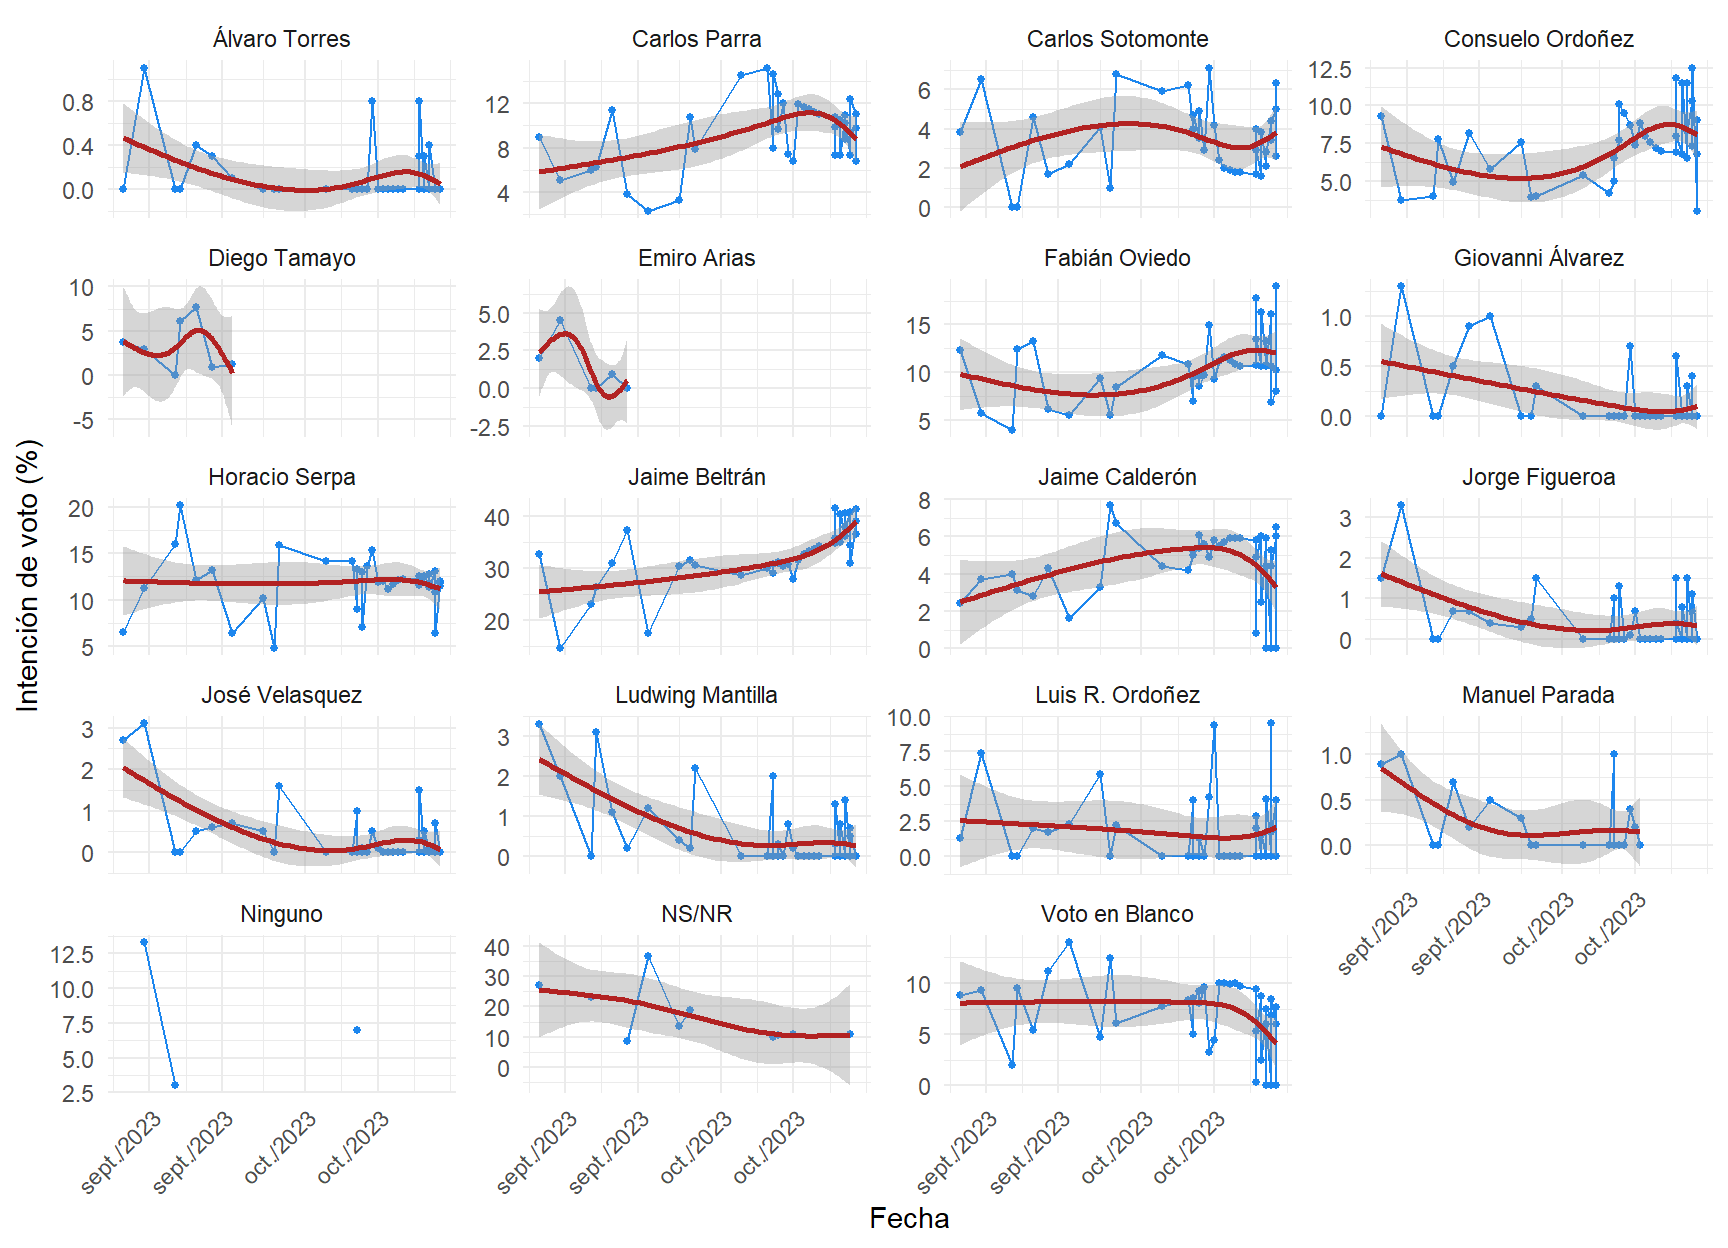 Álvaro Torres
Carlos Parra
Carlos Sotomonte
Consuelo Ordoñez
0.8
0.4
0.0
12
8
4
6
4
2
0
12.5
10.0
7.5
5.0
Diego Tamayo
Emiro Arias
Fabián Oviedo
Giovanni Álvarez
10
5
0
-5
5.0
2.5
0.0
-2.5
15
10
5
1.0
0.5
0.0
Horacio Serpa
Jaime Beltrán
Jaime Calderón
Jorge Figueroa
20
15
10
5
40
30
20
8
6
4
2
0
3
2
1
0
José Velasquez
Ludwing Mantilla
Luis R. Ordoñez
Manuel Parada
3
2
1
0
3
2
1
0
10.0
7.5
5.0
2.5
0.0
1.0
0.5
0.0
sept./2023
sept./2023
oct./2023
oct./2023
Ninguno
NS/NR
Voto en Blanco
12.5
10.0
7.5
5.0
2.5
40
30
20
10
0
10
5
0
sept./2023
sept./2023
oct./2023
oct./2023
sept./2023
sept./2023
oct./2023
oct./2023
sept./2023
sept./2023
oct./2023
oct./2023
Fecha
Intención de voto (%)